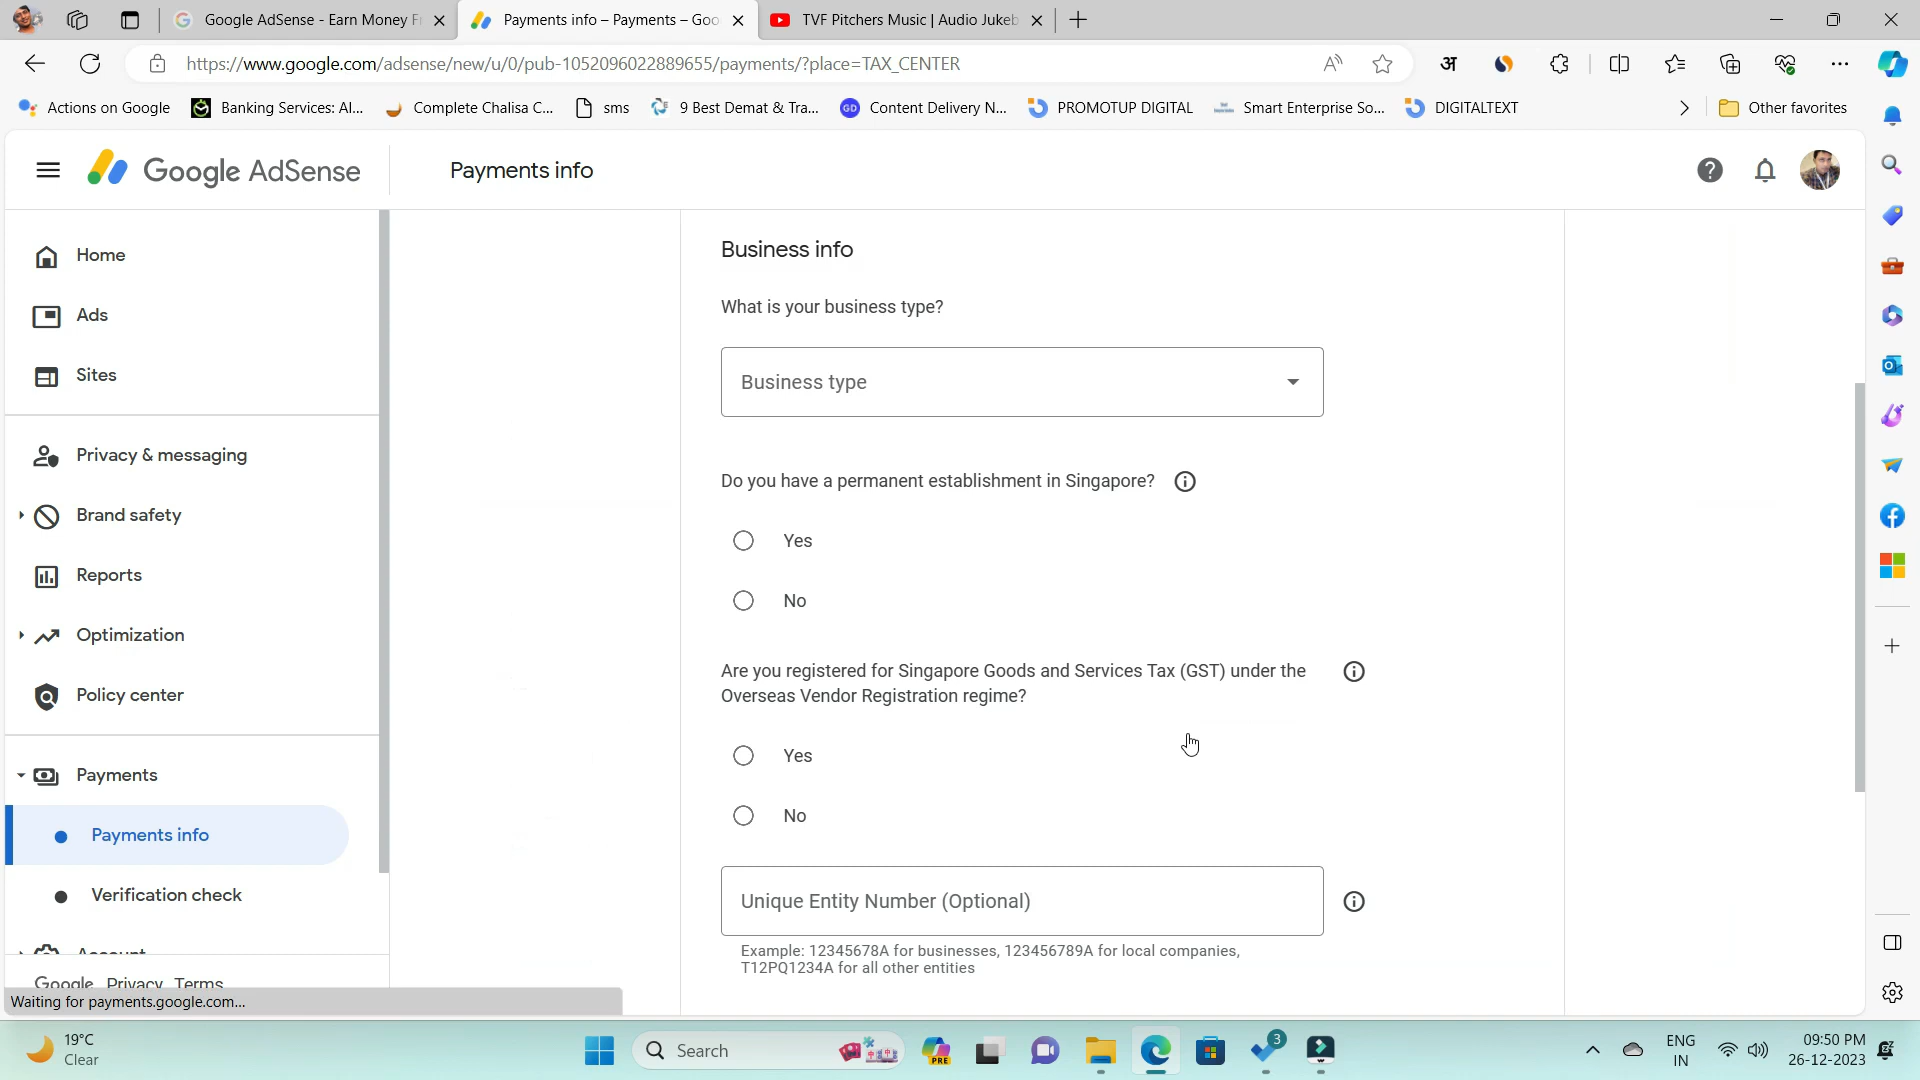 Google AdSense - Earn Money F
Payments info – Payments – Goo
TVF Pitchers Music | Audio Jukeb
https://www.google.com/adsense/new/u/0/pub-1052096022889655/payments/?place=TAX_CENTER
अ
Actions on Google
Banking Services: Al...
Complete Chalisa C...
sms
9 Best Demat & Tra...
GD
Content Delivery N...
PROMOTUP DIGITAL
Smart Enterprise So...
DIGITALTEXT
Other favorites
Google AdSense
Payments info
Home
Ads
Sites
Privacy & messaging
Brand safety
Reports
Optimization
Policy center
Payments
Payments info
Verification check
Account
Google Privacy Terms
Waiting for payments.google.com...
Business info
What is your business type?
Business type
Do you have a permanent establishment in Singapore?
Yes
No
Are you registered for Singapore Goods and Services Tax (GST) under the
Overseas Vendor Registration regime?
Yes
No
Unique Entity Number (Optional)
Example: 12345678A for businesses, 123456789A for local companies,
T12PQ1234A for all other entities
19°C
Clear
Search
PRE
3
ENG
IN
09:50 PM
26-12-2023